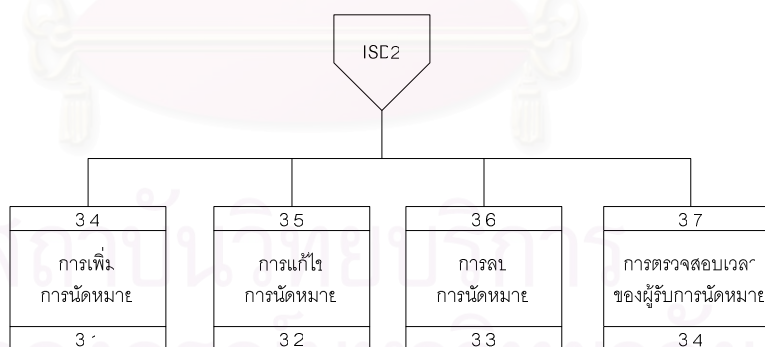 ISD2
34
35
36
37
การเพิ่ม
การนัดหมาย
การแก้ไข
การนัดหมาย
การลบ
การนัดหมาย
การตรวจสอบเวลา
ของผู้รับการนัดหมาย
32
33
34